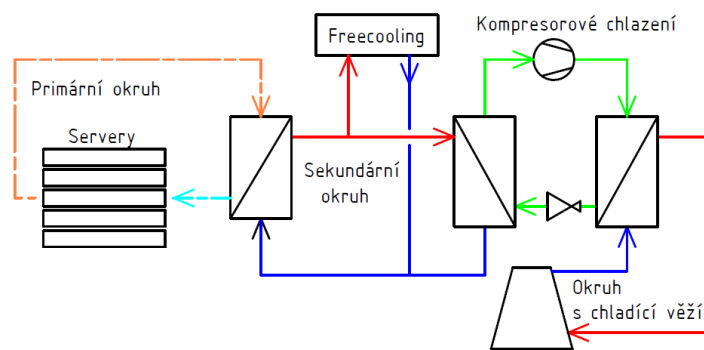 Freecooling
Kompresorové chlazení
Primární okruh
Servery
Sekundární
okruh
Okruh
s chladící věží